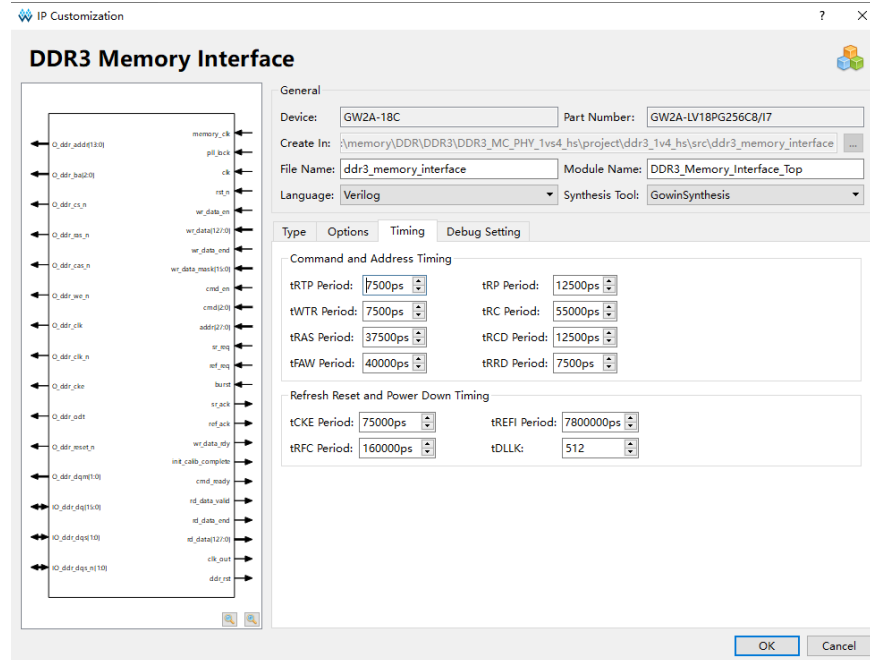 IP Customization
?
DDR3 Memory Interface
General
Device: GW2A-18C Part Number: GW2A-LV18PG256C8/I7
Create In: :\memory\DDR\DDR3\DDR3_MC_PHY_1vs4_hs\project\ddr3_1v4_hs\src\ddr3_memory_interface ...
File Name: ddr3_memory_interface Module Name: DDR3_Memory_Interface_Top
Language: Verilog Synthesis Tool: GowinSynthesis
Type Options Timing Debug Setting
Command and Address Timing
tRTP Period: 7500ps tRP Period: 12500ps
tWTR Period: 7500ps tRC Period: 55000ps
tRAS Period: 37500ps tRCD Period: 12500ps
tFAW Period: 40000ps tRRD Period: 7500ps
Refresh Reset and Power Down Timing
tCKE Period: 75000ps tREFI Period: 7800000ps
tRFC Period: 160000ps tDLLK: 512
O_ddr_addr(13:0)
O_ddr_ba(2:0)
O_ddr_cs_n
O_ddr_ras_n
O_ddr_cas_n
O_ddr_we_n
O_ddr_clk
O_ddr_clk_n
O_ddr_cke
O_ddr_odt
O_ddr_reset_n
O_ddr_dqm(1:0)
IO_ddr_dq(15:0)
IO_ddr_dqs(1:0)
IO_ddr_dqs_n(1:0)
memory_clk
pll_lock
clk
rst_n
wr_data_en
wr_data(127:0)
wr_data_end
wr_data_mask(15:0)
cmd_en
cmd(2:0)
addr(27:0)
sr_req
ref_req
burst
sr_ack
ref_ack
wr_data_rdy
init_calib_complete
cmd_ready
rd_data_valid
rd_data_end
rd_data(127:0)
clk_out
ddr_rst
OK Cancel